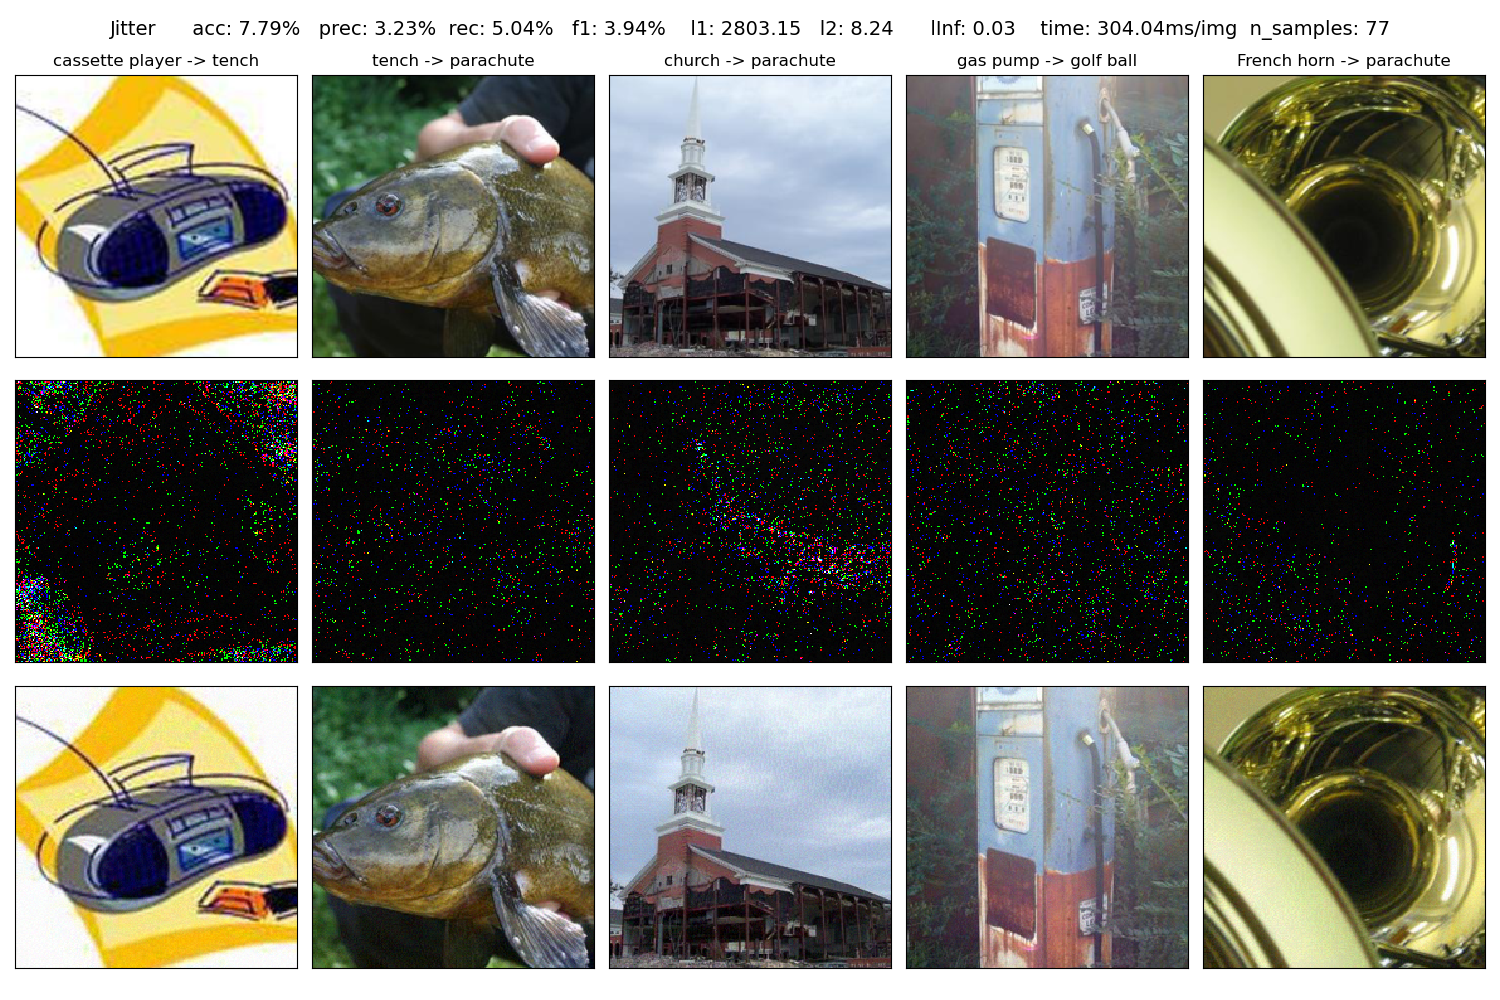 Jitter acc: 7.79% prec: 3.23% rec: 5.04% f1: 3.94% l1: 2803.15 l2: 8.24 lInf: 0.03 time: 304.04ms/img n_samples: 77
cassette player -> tench
tench -> parachute
church -> parachute
gas pump -> golf ball
French horn -> parachute